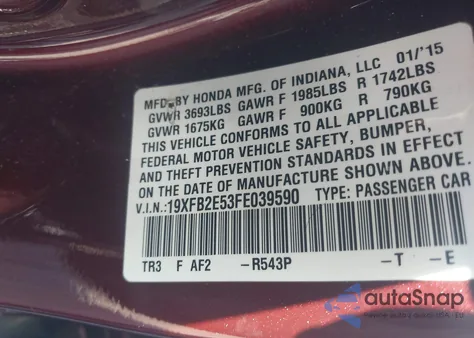 MFD. BY HONDA MFG. OF INDIANA, LLC 01/'15
GVWR 3693LBS GAWR F 1985LBS R 1742LBS
GVWR 1675KG GAWR F 900KG R 790KG
THIS VEHICLE CONFORMS TO ALL APPLICABLE
FEDERAL MOTOR VEHICLE SAFETY, BUMPER,
AND THEFT PREVENTION STANDARDS IN EFFECT
ON THE DATE OF MANUFACTURE SHOWN ABOVE.
V.I.N.:19XFB2E53FE039590 TYPE: PASSENGER CAR
TR3 F AF2 -R543P -T -E
autoSnap